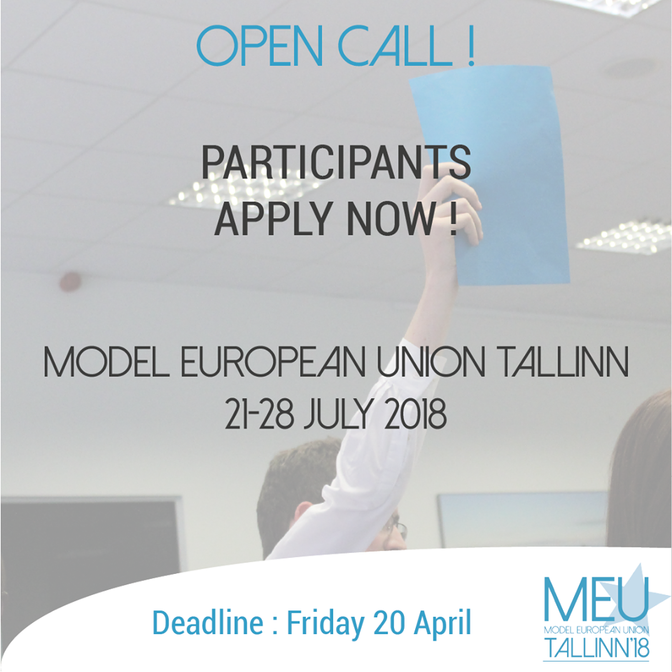 OPEN CALL !
PARTICIPANTS
APPLY NOW !
MODEL EUROPEAN UNION TALLINN
21-28 JULY 2018
Deadline : Friday 20 April
MEU
MODEL EUROPEAN UNION
TALLINN'18